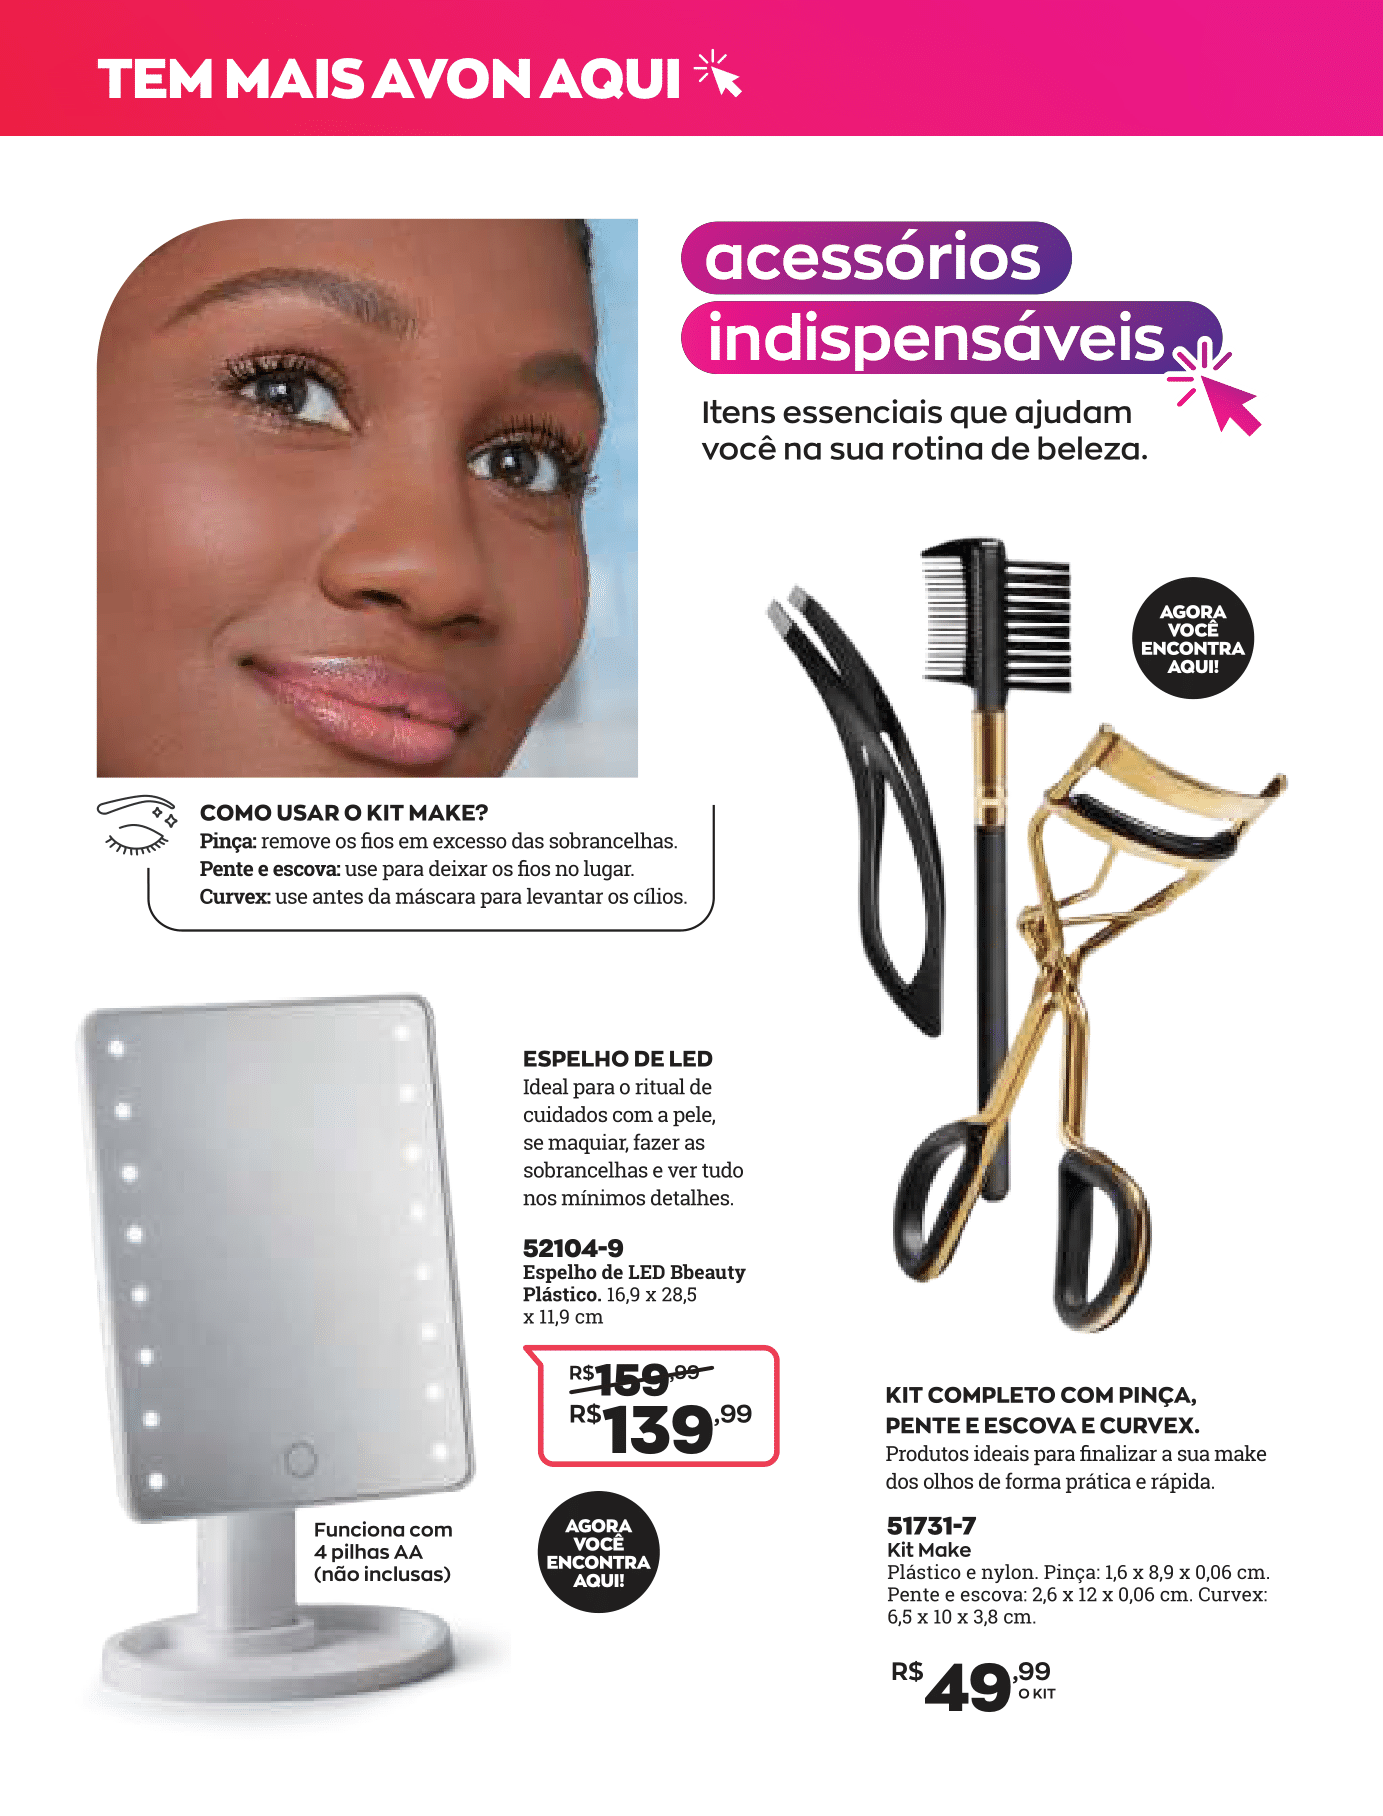 TEM MAIS AVON AQUI
acessórios
indispensáveis
Itens essenciais que ajudam
você na sua rotina de beleza.
AGORA
VOCÊ
ENCONTRA
AQUI!
COMO USAR O KIT MAKE?
Pinça: remove os fios em excesso das sobrancelhas.
Pente e escova: use para deixar os fios no lugar.
Curvex: use antes da máscara para levantar os cílios.
ESPELHO DE LED
Ideal para o ritual de
cuidados com a pele,
se maquiar, fazer as
sobrancelhas e ver tudo
nos mínimos detalhes.
52104-9
Espelho de LED Bbeauty
Plástico. 16,9 x 28,5
x 11,9 cm
R$159,99
R$139,99
AGORA
VOCÊ
ENCONTRA
AQUI!
Funciona com
4 pilhas AA
(não inclusas)
KIT COMPLETO COM PINÇA,
PENTE E ESCOVA E CURVEX.
Produtos ideais para finalizar a sua make
dos olhos de forma prática e rápida.
51731-7
Kit Make
Plástico e nylon. Pinça: 1,6 x 8,9 x 0,06 cm.
Pente e escova: 2,6 x 12 x 0,06 cm. Curvex:
6,5 x 10 x 3,8 cm.
R$49,99
O KIT